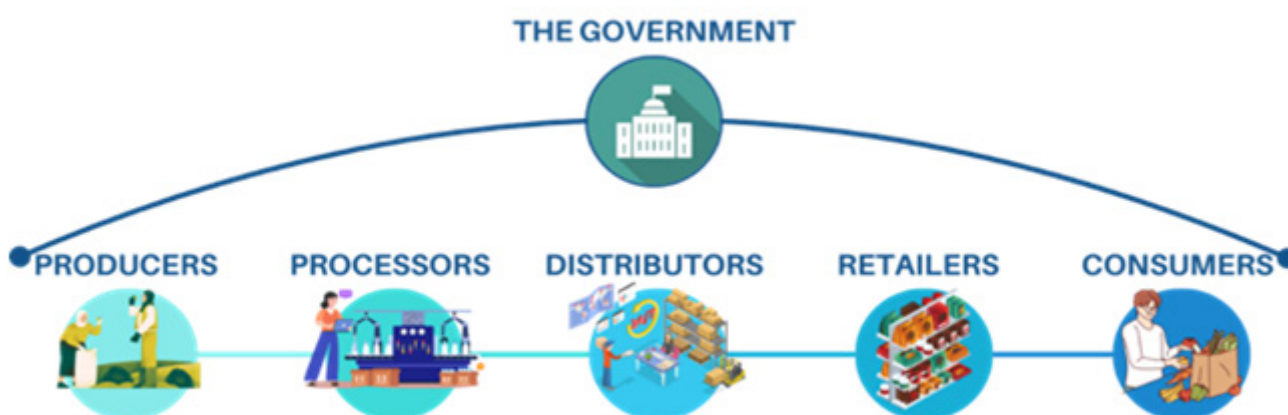 THE GOVERNMENT
PRODUCERS PROCESSORS DISTRIBUTORS RETAILERS CONSUMERS